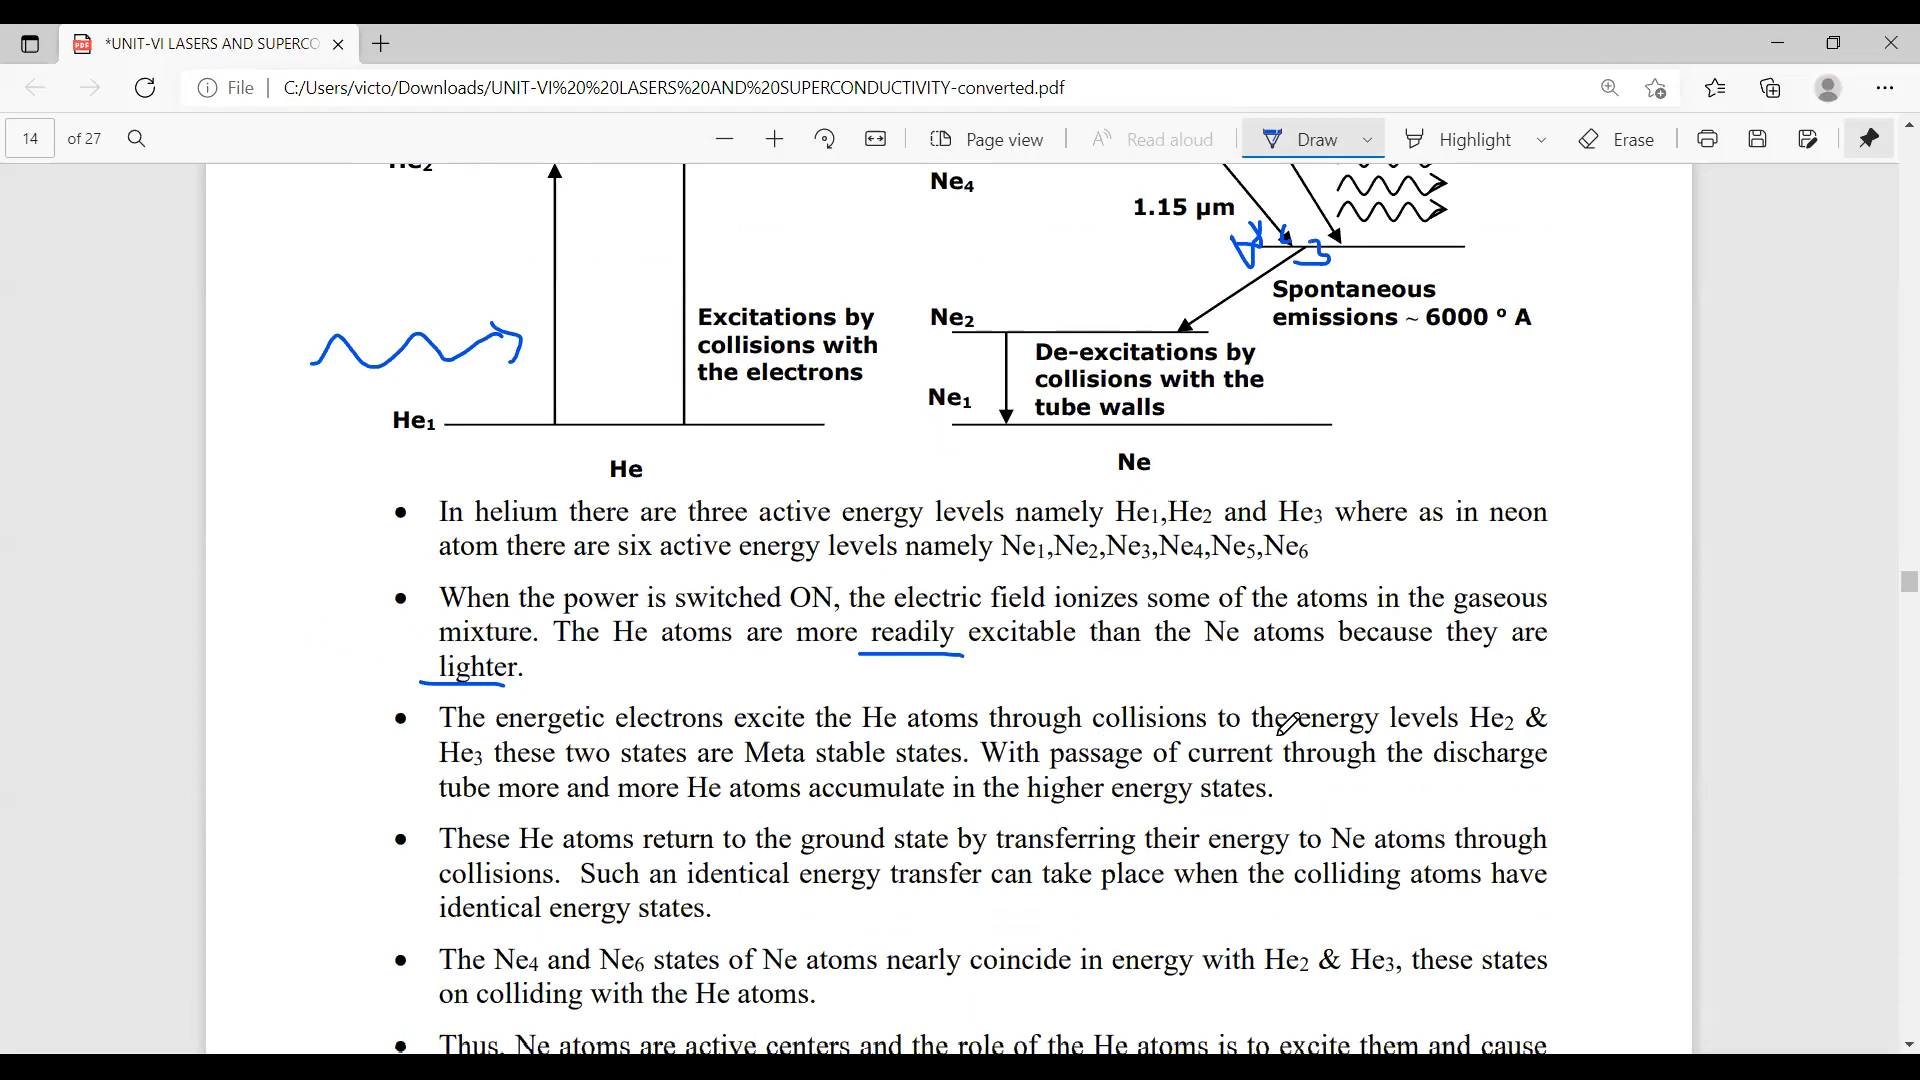 *UNIT-VI LASERS AND SUPERCO
File
C:/Users/victo/Downloads/UNIT-VI%20%20LASERS%20AND%20SUPERCONDUCTIVITY-converted.pdf
14 of 27
Page view
Read aloud
Draw
Highlight
Erase
He₂
Ne₄
1.15 µm
3
Spontaneous
emissions ~ 6000 º A
Excitations by
collisions with
the electrons
Ne₂
De-excitations by
collisions with the
tube walls
Ne₁
He₁
He
Ne
• In helium there are three active energy levels namely He₁,He₂ and He₃ where as in neon
atom there are six active energy levels namely Ne₁,Ne₂,Ne₃,Ne₄,Ne₅,Ne₆
• When the power is switched ON, the electric field ionizes some of the atoms in the gaseous
mixture. The He atoms are more readily excitable than the Ne atoms because they are
lighter.
• The energetic electrons excite the He atoms through collisions to the energy levels He₂ &
He₃ these two states are Meta stable states. With passage of current through the discharge
tube more and more He atoms accumulate in the higher energy states.
• These He atoms return to the ground state by transferring their energy to Ne atoms through
collisions. Such an identical energy transfer can take place when the colliding atoms have
identical energy states.
• The Ne₄ and Ne₆ states of Ne atoms nearly coincide in energy with He₂ & He₃, these states
on colliding with the He atoms.
• Thus, Ne atoms are active centers and the role of the He atoms is to excite them and cause